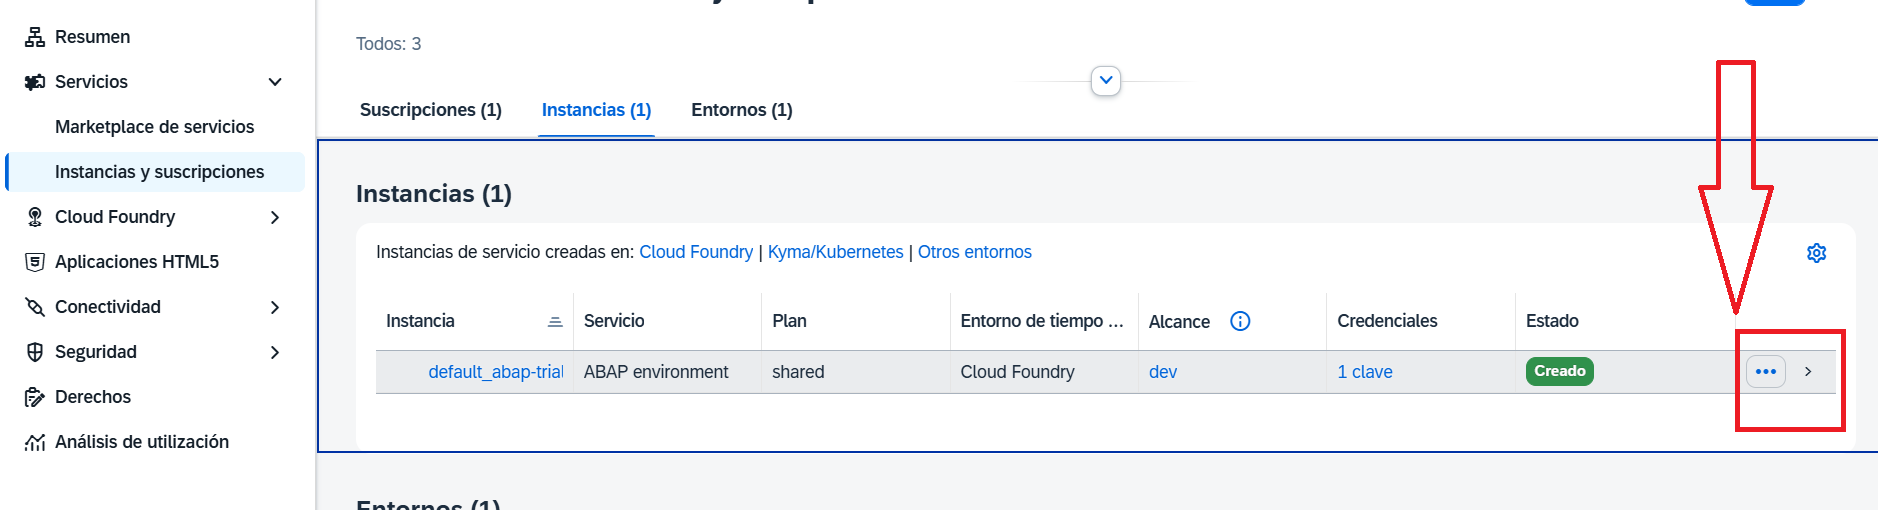 Resumen
Servicios
Marketplace de servicios
Instancias y suscripciones
Cloud Foundry
Aplicaciones HTML5
Conectividad
Seguridad
Derechos
Análisis de utilización
Todos: 3
Suscripciones (1) Instancias (1) Entornos (1)
Instancias (1)
Instancias de servicio creadas en: Cloud Foundry | Kyma/Kubernetes | Otros entornos
Instancia Servicio Plan Entorno de tiempo ... Alcance Credenciales Estado
default_abap-trial ABAP environment shared Cloud Foundry dev 1 clave Creado
Entornos (1)